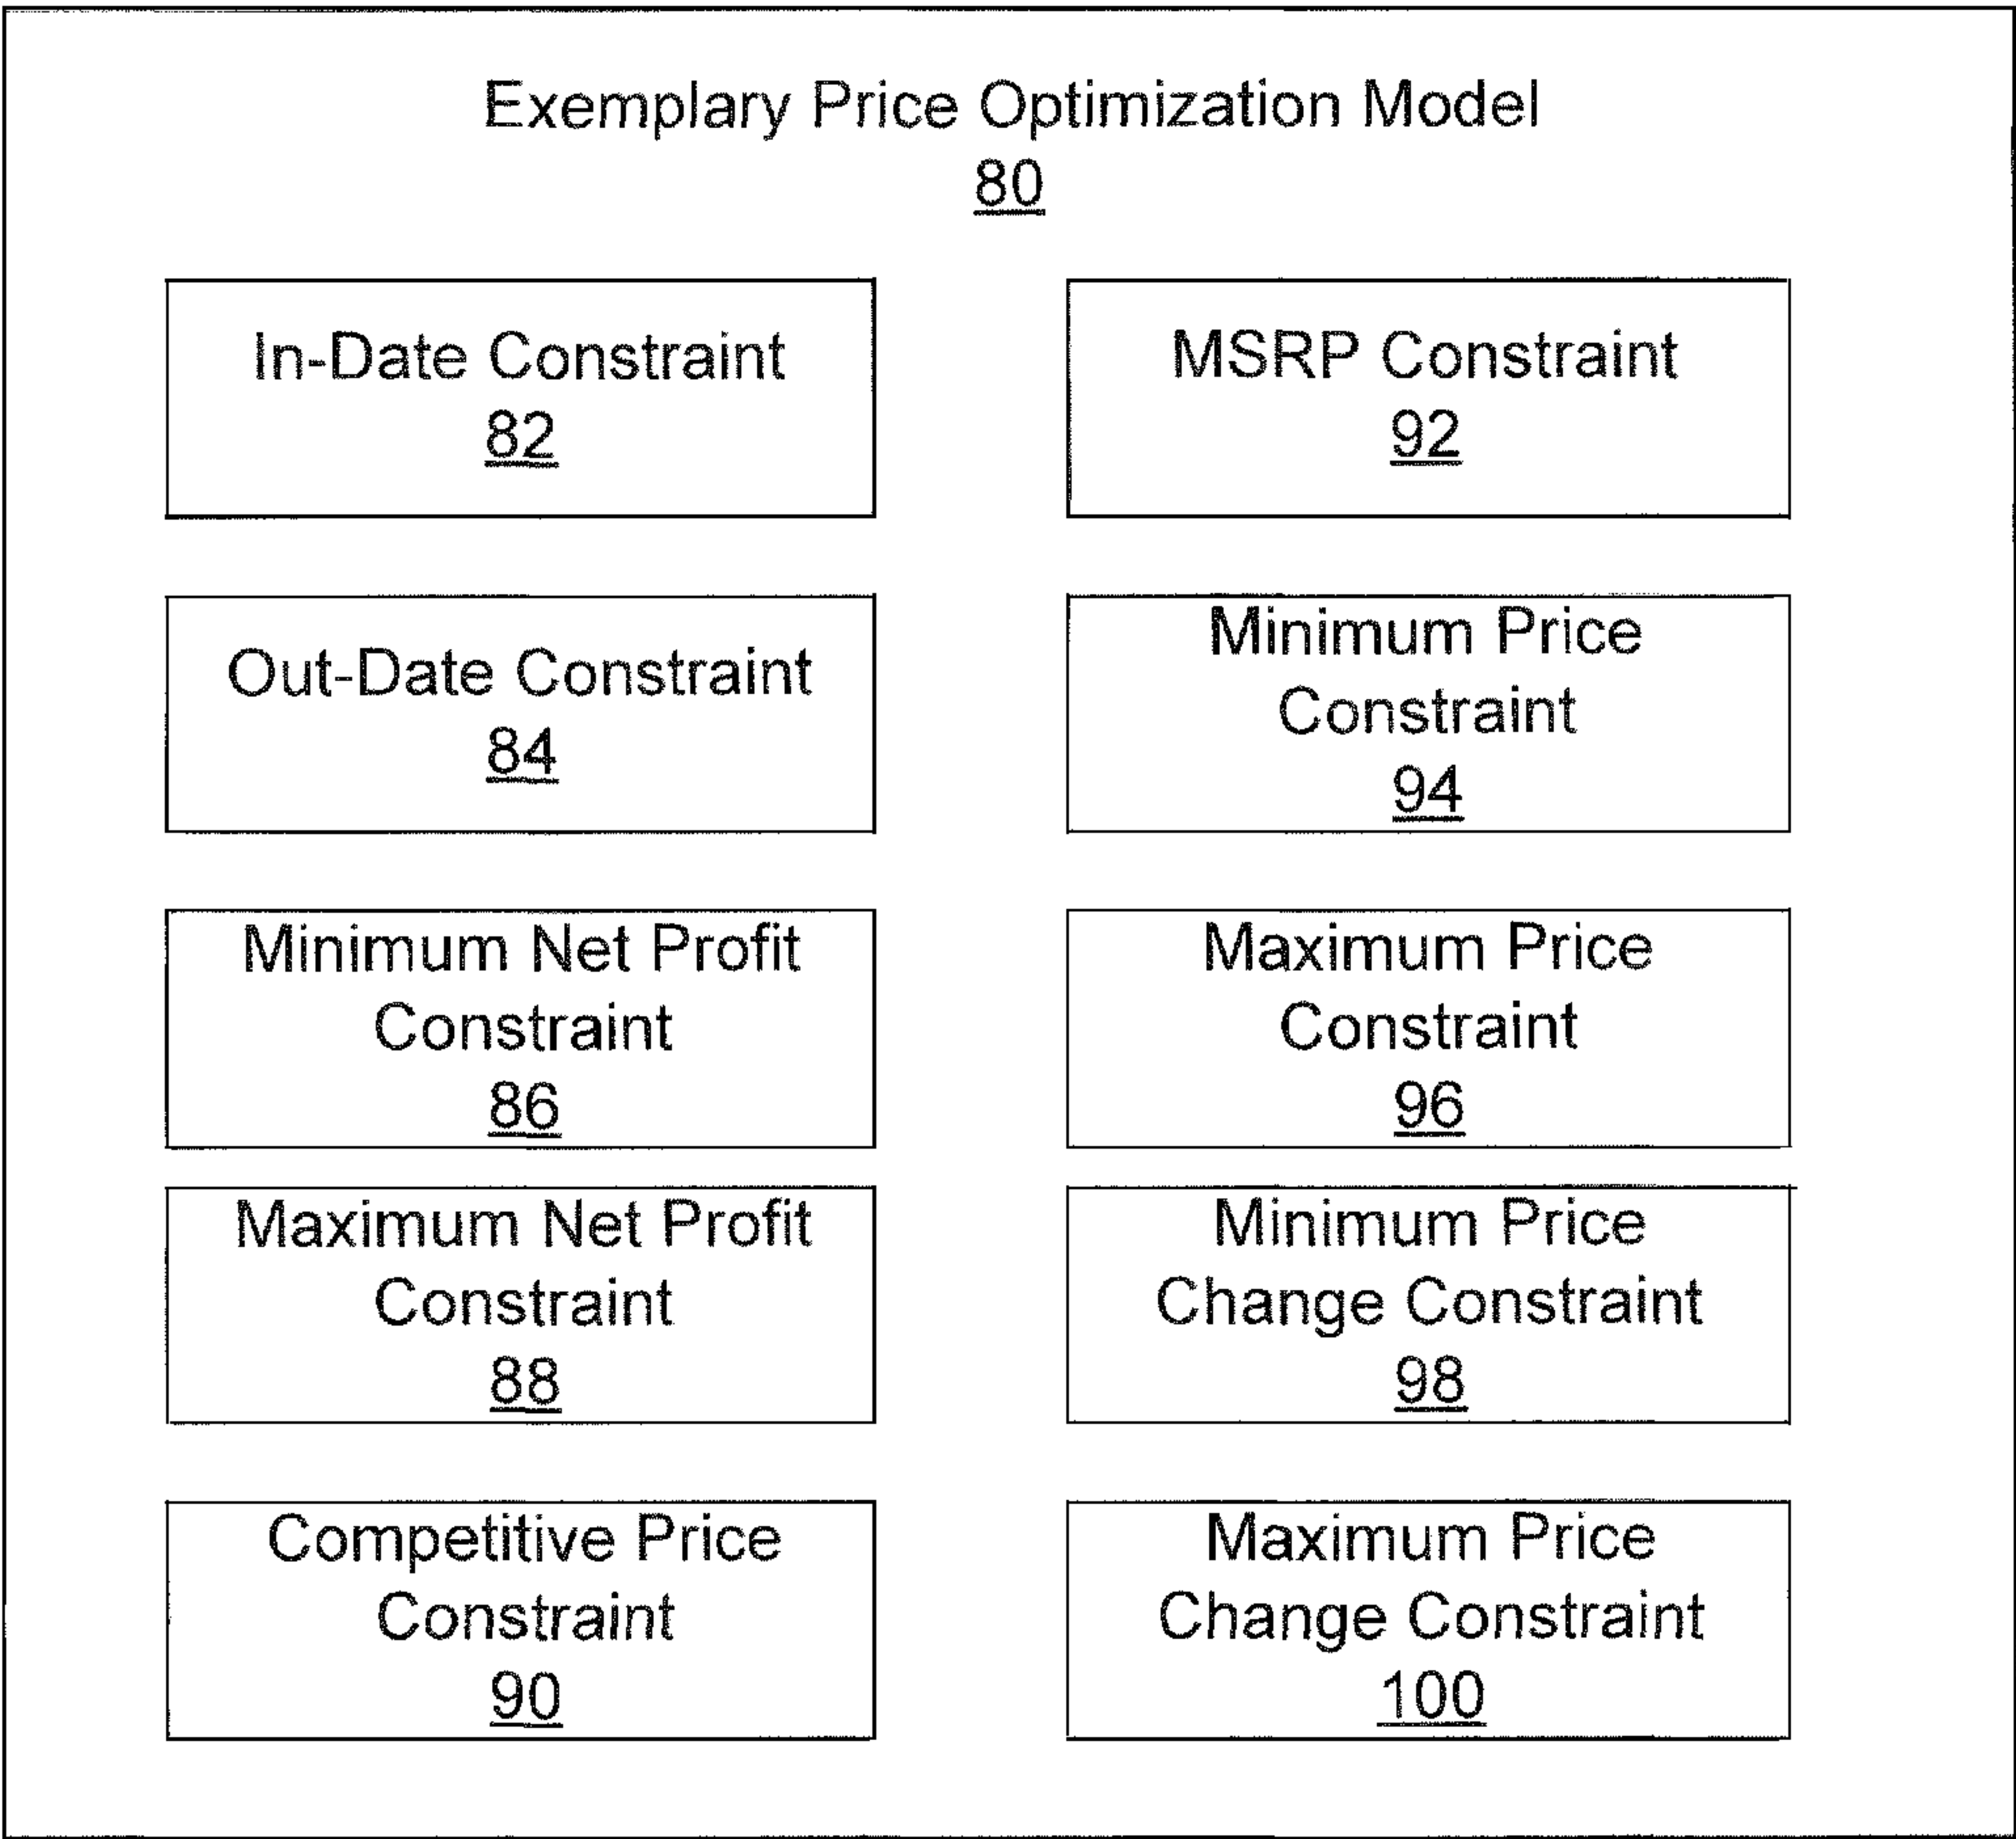 Exemplary Price Optimization Model
80
In-Date Constraint
82
Out-Date Constraint
84
Minimum Net Profit
Constraint
86
Maximum Net Profit
Constraint
88
Competitive Price
Constraint
90
MSRP Constraint
92
Minimum Price
Constraint
94
Maximum Price
Constraint
96
Minimum Price
Change Constraint
98
Maximum Price
Change Constraint
100